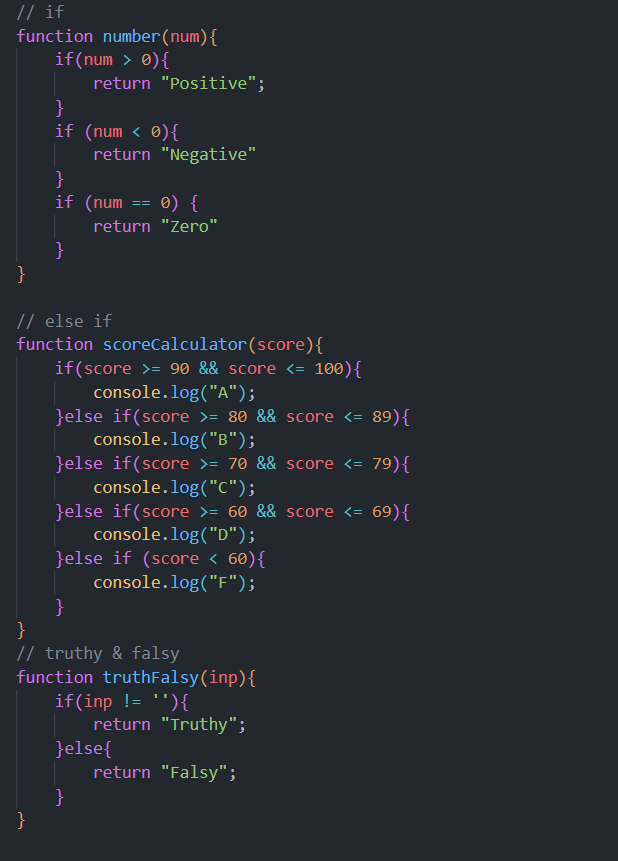 // if
function number(num){
    if(num > 0){
        return "Positive";
    }
    if (num < 0){
        return "Negative"
    }
    if (num == 0) {
        return "Zero"
    }
}

// else if
function scoreCalculator(score){
    if(score >= 90 && score <= 100){
        console.log("A");
    }else if(score >= 80 && score <= 89){
        console.log("B");
    }else if(score >= 70 && score <= 79){
        console.log("C");
    }else if(score >= 60 && score <= 69){
        console.log("D");
    }else if (score < 60){
        console.log("F");
    }
}
// truthy & falsy
function truthFalsy(inp){
    if(inp != ''){
        return "Truthy";
    }else{
        return "Falsy";
    }
}